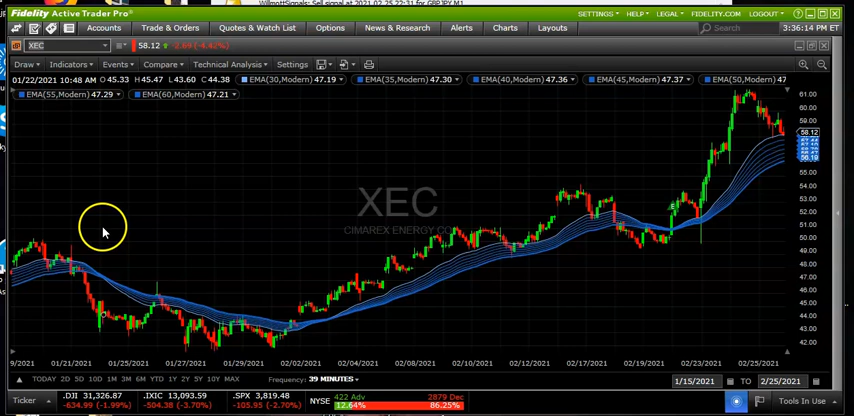 WillmottSignals: Sell signal at 2021.02.25 22:31 for GBPJPY M1
Fidelity Active Trader Pro® SETTINGS HELP LEGAL FIDELITY.COM LOGOUT
Accounts Trade & Orders Quotes & Watch List Options News & Research Alerts Charts Layouts Search 3:36:14 PM ET
XEC 58.12 -2.69 (-4.42%)
Draw Indicators Events Compare Technical Analysis Settings
01/22/2021 10:48 AM O 45.33 H 45.47 L 43.60 C 44.38 EMA(30,Modern) 47.19 EMA(35,Modern) 47.30 EMA(40,Modern) 47.36 EMA(45,Modern) 47.37 EMA(50,Modern) 47
EMA(55,Modern) 47.29 EMA(60,Modern) 47.21
61.00
60.00
59.00
58.12
56.19
55.00
54.00
53.00
52.00
51.00
50.00
49.00
48.00
47.00
46.00
45.00
44.00
43.00
42.00
XEC
CIMAREX ENERGY CO
9/2021 01/21/2021 01/25/2021 01/27/2021 01/29/2021 02/02/2021 02/04/2021 02/08/2021 02/10/2021 02/12/2021 02/17/2021 02/19/2021 02/23/2021 02/25/2021
TODAY 2D 5D 10D 1M 3M 6M YTD 1Y 2Y 5Y 10Y MAX Frequency: 39 MINUTES 1/15/2021 TO 2/25/2021
Ticker .DJI 31,326.87 .IXIC 13,093.59 .SPX 3,819.48 NYSE 422 Adv 2879 Dec Tools In Use
-634.99 (-1.99%) -504.38 (-3.70%) -105.95 (-2.70%) 12.64% 86.25%